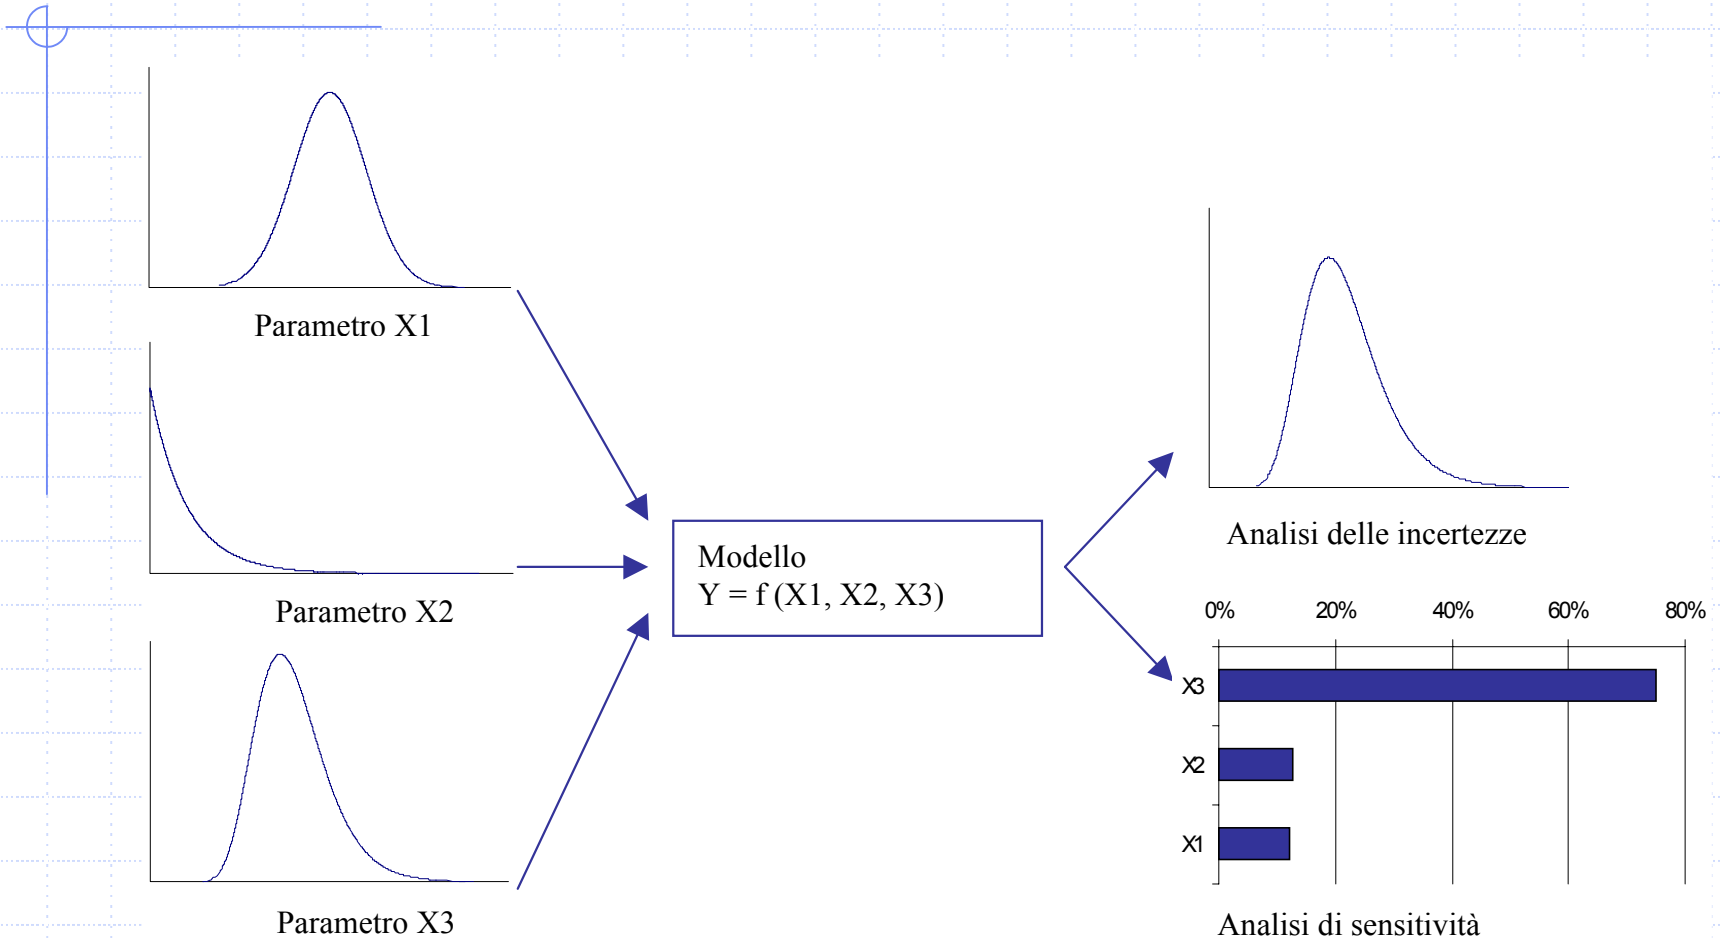 Parametro X1
Parametro X2
Parametro X3
Modello
Y = f (X1, X2, X3)
Analisi delle incertezze
0% 20% 40% 60% 80%
X3
X2
X1
Analisi di sensitività